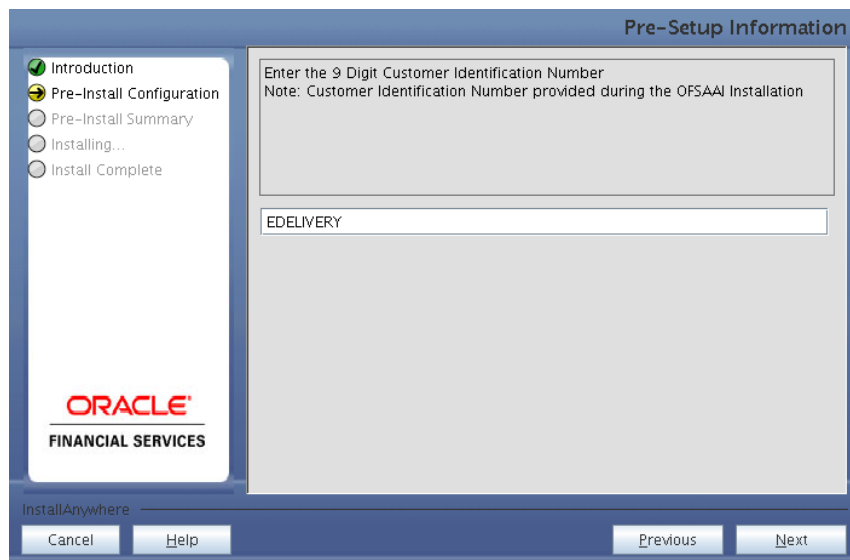 Pre-Setup Information
Introduction
Pre-Install Configuration
Pre-Install Summary
Installing...
Install Complete
Enter the 9 Digit Customer Identification Number
Note: Customer Identification Number provided during the OFSAAI Installation
EDELIVERY
ORACLE
FINANCIAL SERVICES
InstallAnywhere
Cancel
Help
Previous
Next